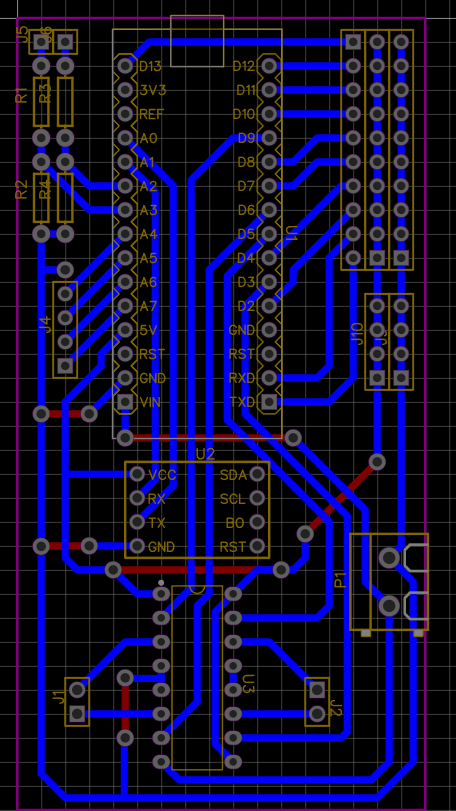 J5 J6
D13 D12
3V3 D11
R1 R3
REF D10
A0 D9
A1 D8
A2 D7
R2 R4
A3 D6
A4 D5 U1
A5 D4
A6 D3
A7 D2
J4
5V GND
J10 J9
RST RST
GND RXD
VIN TXD
U2
VCC SDA
RX SCL
TX BO
GND RST
P1
U3
J1 J2